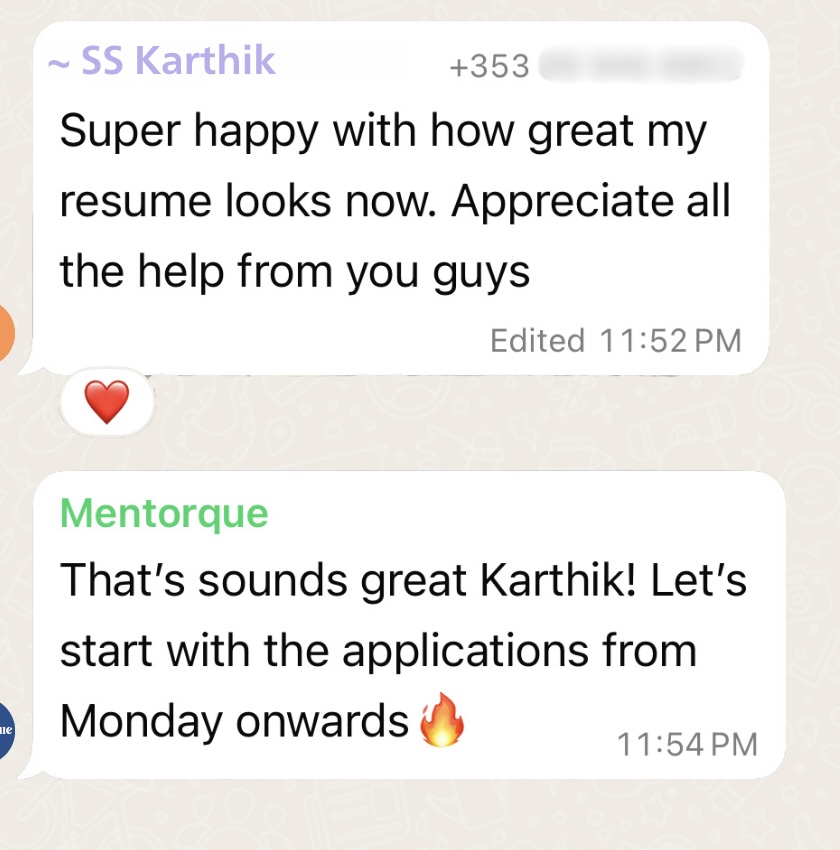 ~ SS Karthik +353
Super happy with how great my
resume looks now. Appreciate all
the help from you guys
Edited 11:52 PM
Mentorque
That's sounds great Karthik! Let's
start with the applications from
Monday onwards🔥
11:54 PM
ue